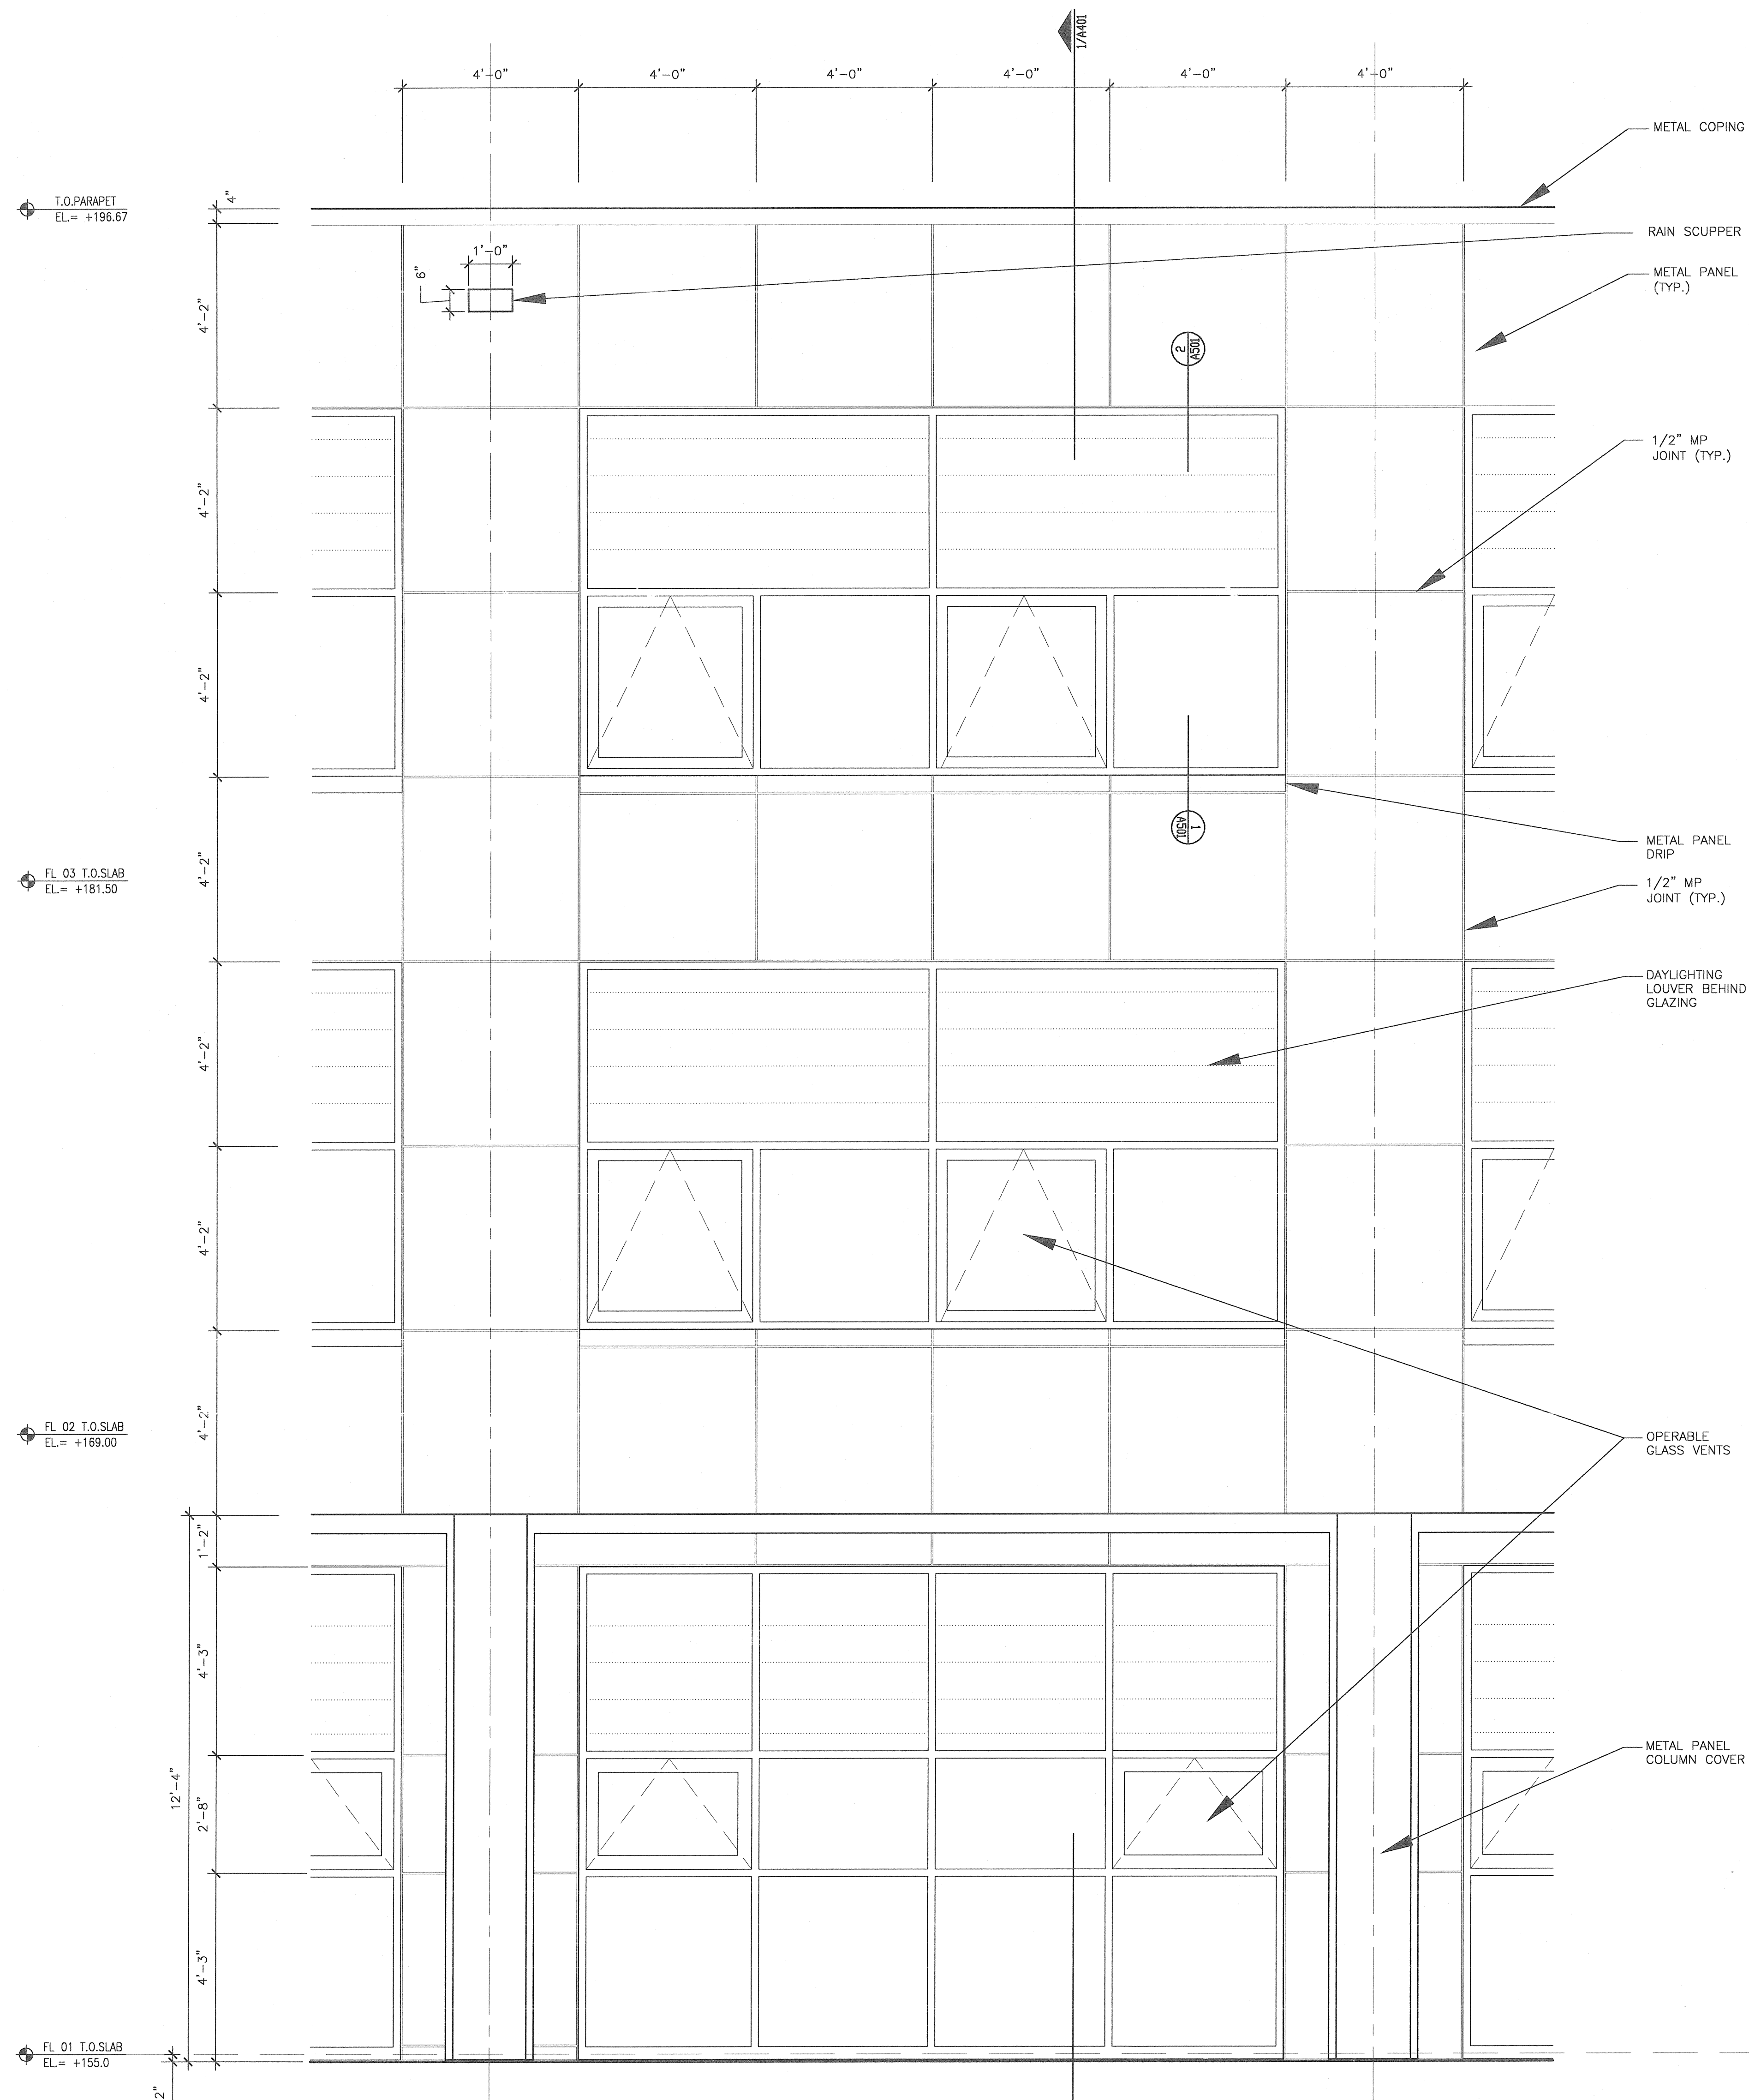 1/A401
4'-0"
4'-0"
4'-0"
4'-0"
4'-0"
4'-0"
METAL COPING
T.O.PARAPET
EL.= +196.67
4"
RAIN SCUPPER
1'-0"
6"
METAL PANEL
(TYP.)
4'-2"
2
A501
1/2" MP
JOINT (TYP.)
4'-2"
4'-2"
1
A501
METAL PANEL
DRIP
4'-2"
FL 03 T.O.SLAB
EL.= +181.50
1/2" MP
JOINT (TYP.)
DAYLIGHTING
LOUVER BEHIND
GLAZING
4'-2"
4'-2"
4'-2"
FL 02 T.O.SLAB
EL.= +169.00
OPERABLE
GLASS VENTS
1'-2"
4'-3"
METAL PANEL
COLUMN COVER
12'-4"
2'-8"
4'-3"
FL 01 T.O.SLAB
EL.= +155.0
2"